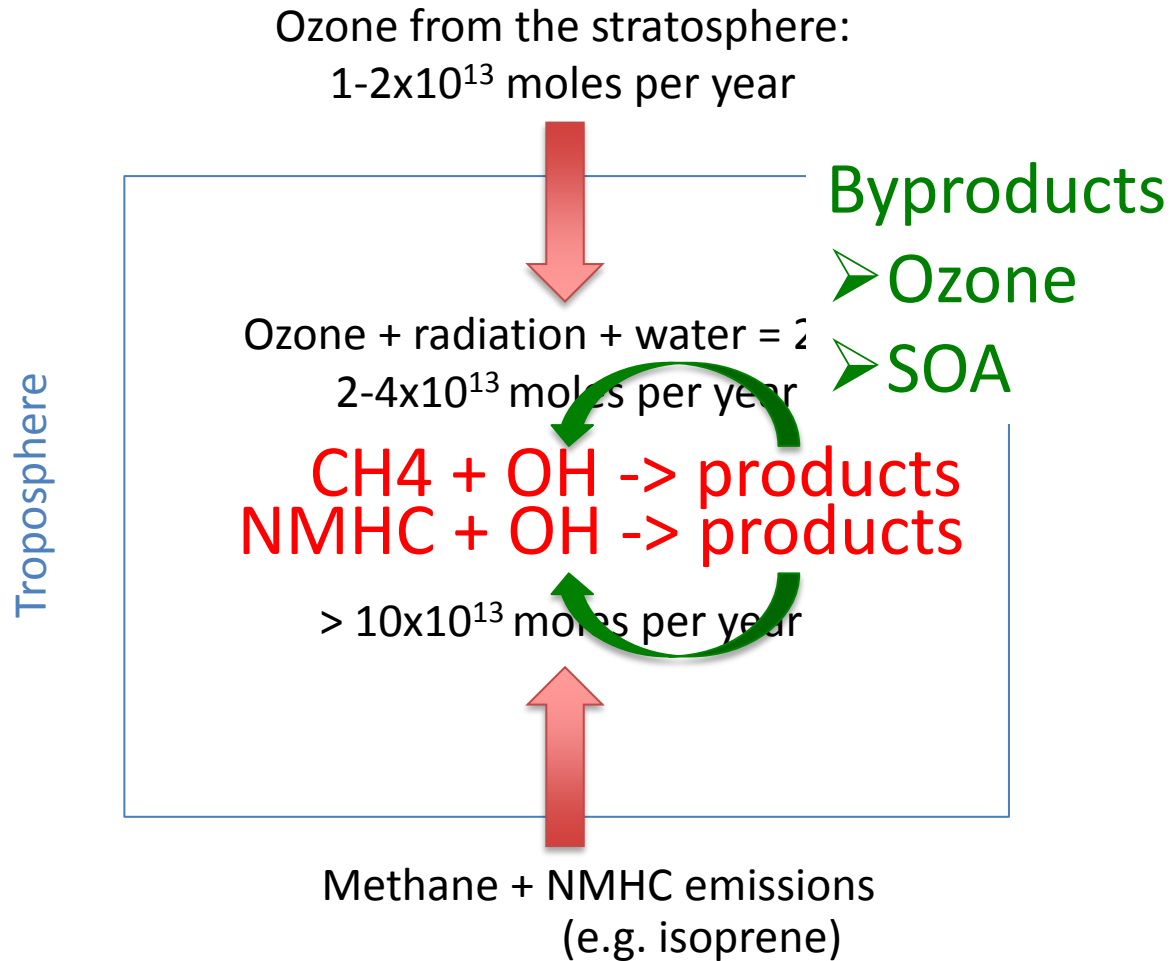 Ozone from the stratosphere:
1-2x10¹³ moles per year
Byproducts
➢Ozone
➢SOA
Ozone + radiation + water = 2
2-4x10¹³ moles per year
CH4 + OH -> products
NMHC + OH -> products
> 10x10¹³ moles per year
Troposphere
Methane + NMHC emissions
(e.g. isoprene)